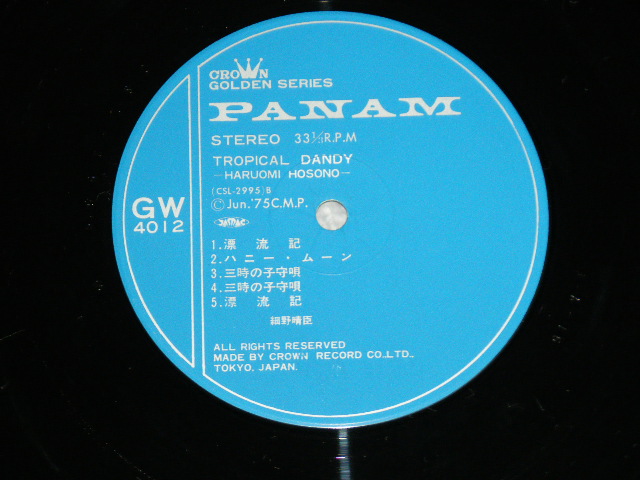 CROWN
GOLDEN SERIES
PANAM
STEREO 33⅓R.P.M
TROPICAL DANDY
—HARUOMI HOSONO—
(CSL-2995)B
ⒸJun.'75C.M.P.
JASRAC
GW
4012
1.漂流記
2.ハニー・ムーン
3.三時の子守唄
4.三時の子守唄
5.漂流記
細野晴臣
ALL RIGHTS RESERVED
MADE BY CROWN RECORD CO.,LTD.,
TOKYO, JAPAN.